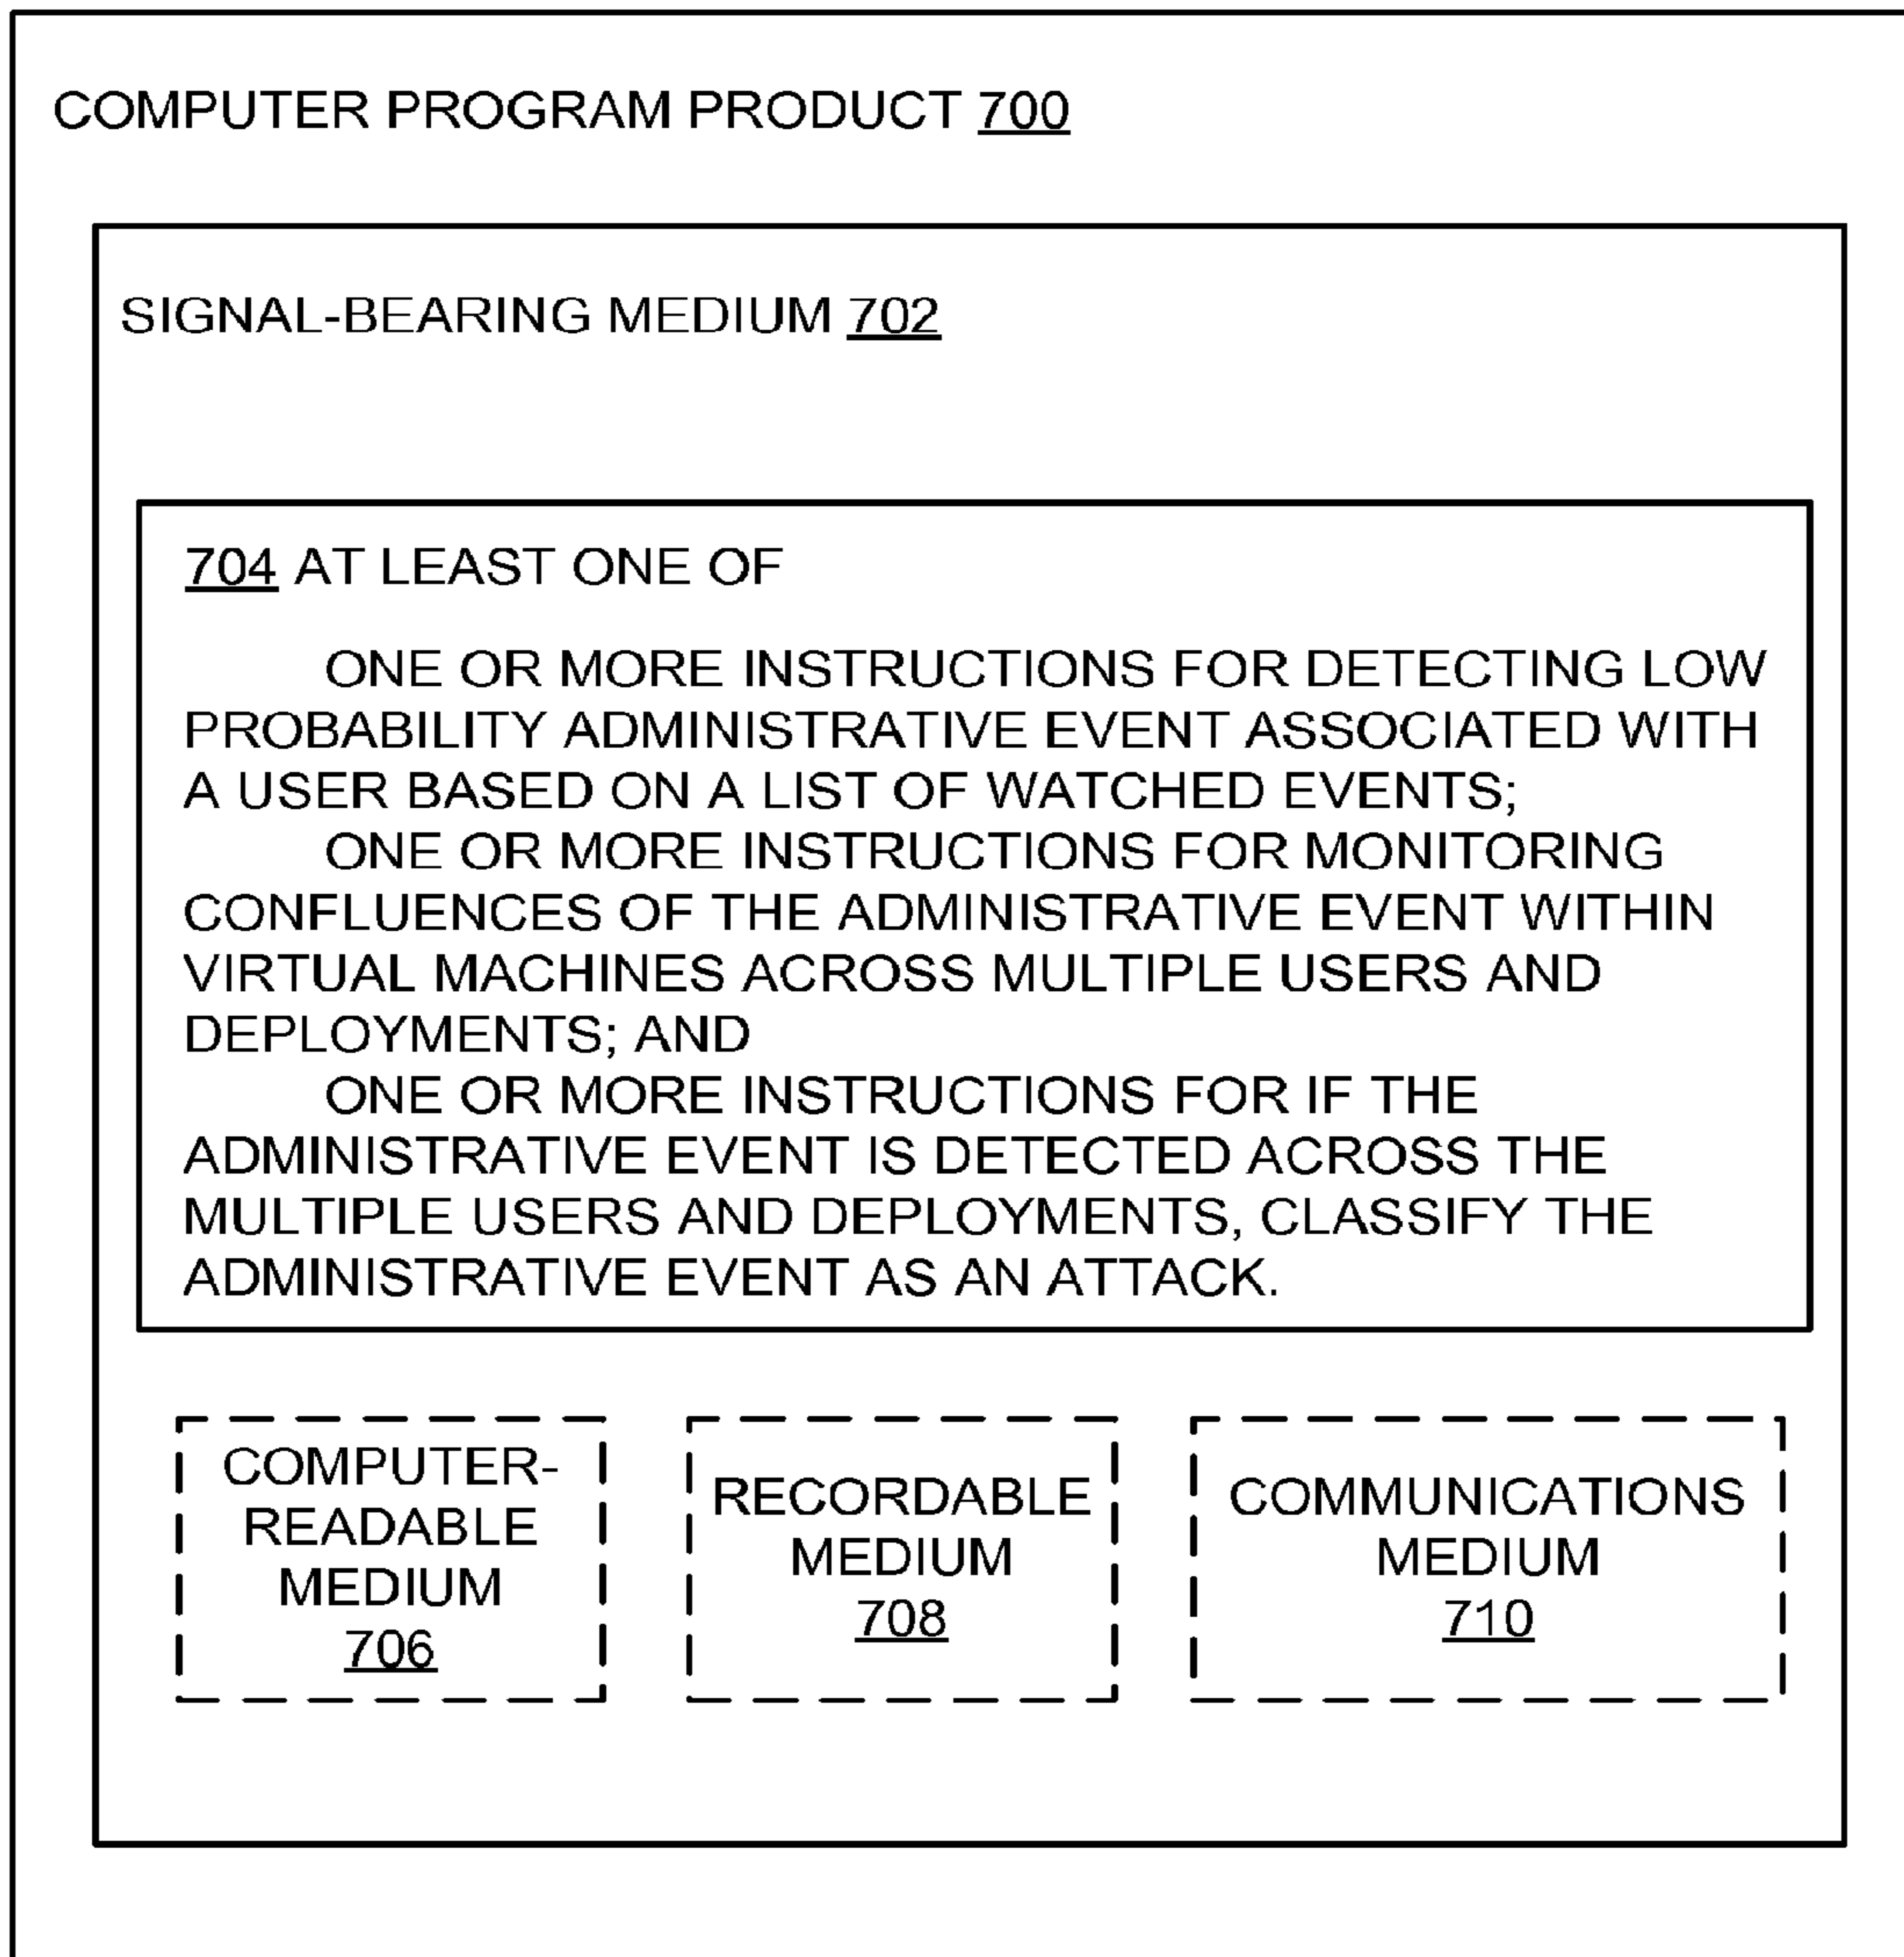 COMPUTER PROGRAM PRODUCT 700
SIGNAL-BEARING MEDIUM 702
704 AT LEAST ONE OF
ONE OR MORE INSTRUCTIONS FOR DETECTING LOW
PROBABILITY ADMINISTRATIVE EVENT ASSOCIATED WITH
A USER BASED ON A LIST OF WATCHED EVENTS;
ONE OR MORE INSTRUCTIONS FOR MONITORING
CONFLUENCES OF THE ADMINISTRATIVE EVENT WITHIN
VIRTUAL MACHINES ACROSS MULTIPLE USERS AND
DEPLOYMENTS; AND
ONE OR MORE INSTRUCTIONS FOR IF THE
ADMINISTRATIVE EVENT IS DETECTED ACROSS THE
MULTIPLE USERS AND DEPLOYMENTS, CLASSIFY THE
ADMINISTRATIVE EVENT AS AN ATTACK.
COMPUTER-
READABLE
MEDIUM
706
RECORDABLE
MEDIUM
708
COMMUNICATIONS
MEDIUM
710